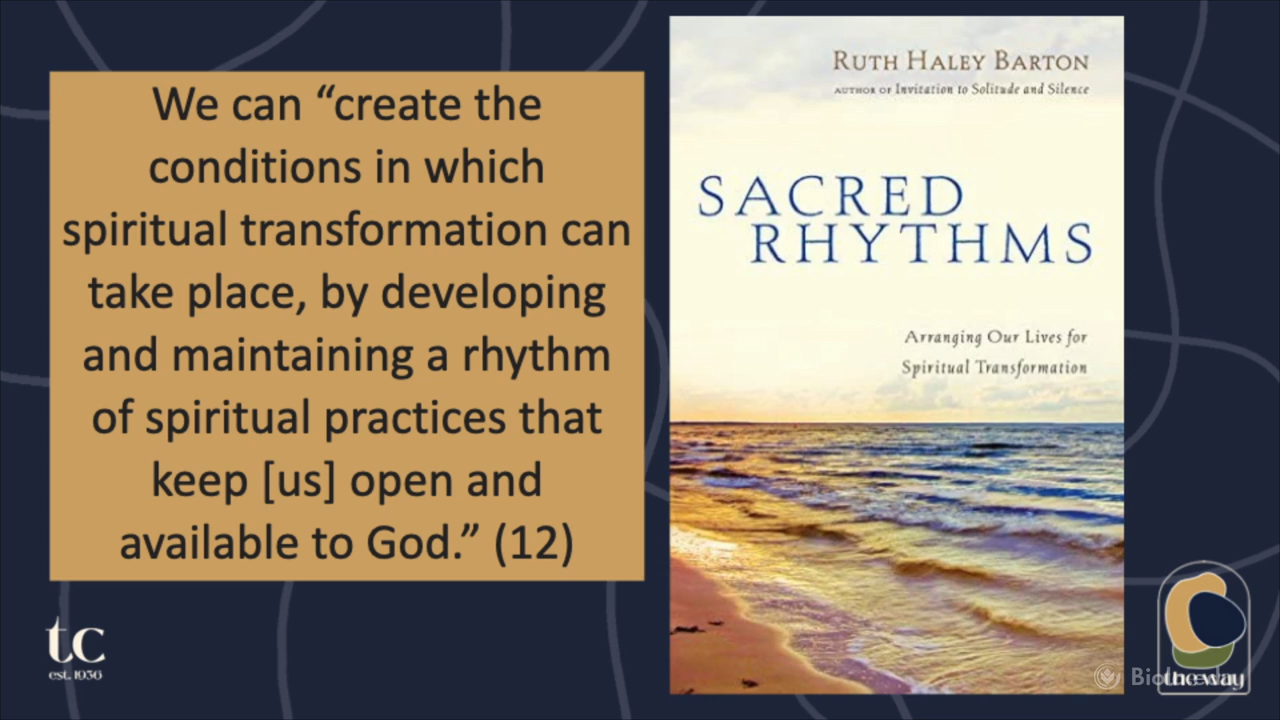 We can “create the
conditions in which
spiritual transformation can
take place, by developing
and maintaining a rhythm
of spiritual practices that
keep [us] open and
available to God.” (12)
RUTH HALEY BARTON
AUTHOR OF Invitation to Solitude and Silence
SACRED
RHYTHMS
Arranging Our Lives for
Spiritual Transformation
tc
est. 1936
the way